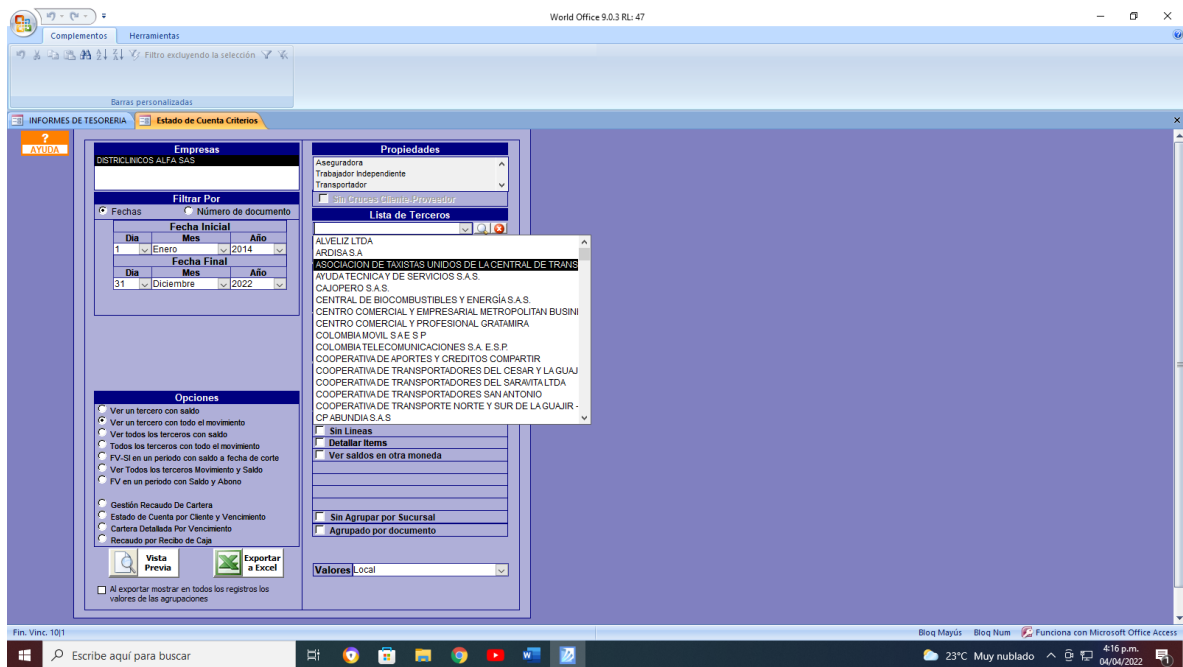 World Office 9.0.3 RL: 47
Complementos Herramientas
Filtro excluyendo la selección
Barras personalizadas
INFORMES DE TESORERIA Estado de Cuenta Criterios
?
AYUDA
Empresas
DISTRICLINICOS ALFA SAS
Filtrar Por
Fechas Número de documento
Fecha Inicial
Dia Mes Año
1 Enero 2014
Fecha Final
Dia Mes Año
31 Diciembre 2022
Opciones
Ver un tercero con saldo
Ver un tercero con todo el movimiento
Ver todos los terceros con saldo
Todos los terceros con todo el movimiento
FV-SI en un periodo con saldo a fecha de corte
Ver Todos los terceros Movimiento y Saldo
FV en un periodo con Saldo y Abono
Gestión Recaudo De Cartera
Estado de Cuenta por Cliente y Vencimiento
Cartera Detallada Por Vencimiento
Recaudo por Recibo de Caja
Vista Previa
Exportar a Excel
Al exportar mostrar en todos los registros los
valores de las agrupaciones
Propiedades
Aseguradora
Trabajador Independiente
Transportador
Sin Cruces Cliente-Proveedor
Lista de Terceros
ALVELIZ LTDA
ARDISA S.A
ASOCIACION DE TAXISTAS UNIDOS DE LA CENTRAL DE TRANS
AYUDA TECNICA Y DE SERVICIOS S.A.S.
CAJOPERO S.A.S.
CENTRAL DE BIOCOMBUSTIBLES Y ENERGÍA S.A.S.
CENTRO COMERCIAL Y EMPRESARIAL METROPOLITAN BUSINI
CENTRO COMERCIAL Y PROFESIONAL GRATAMIRA
COLOMBIA MOVIL S A E S P
COLOMBIA TELECOMUNICACIONES S.A. E.S.P.
COOPERATIVA DE APORTES Y CREDITOS COMPARTIR
COOPERATIVA DE TRANSPORTADORES DEL CESAR Y LA GUAJ
COOPERATIVA DE TRANSPORTADORES DEL SARAVITA LTDA
COOPERATIVA DE TRANSPORTADORES SAN ANTONIO
COOPERATIVA DE TRANSPORTE NORTE Y SUR DE LA GUAJIR -
CP ABUNDIA S.A.S
Sin Lineas
Detallar Items
Ver saldos en otra moneda
Sin Agrupar por Sucursal
Agrupado por documento
Valores Local
Fin. Vinc. 10|1
Bloq Mayús Bloq Num Funciona con Microsoft Office Access
Escribe aquí para buscar
23°C Muy nublado
4:16 p.m.
04/04/2022